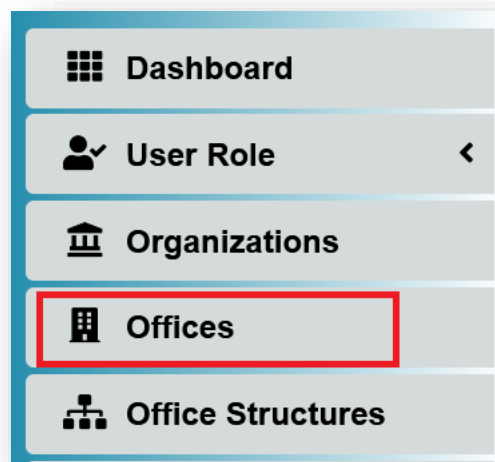 Dashboard
User Role
Organizations
Offices
Office Structures